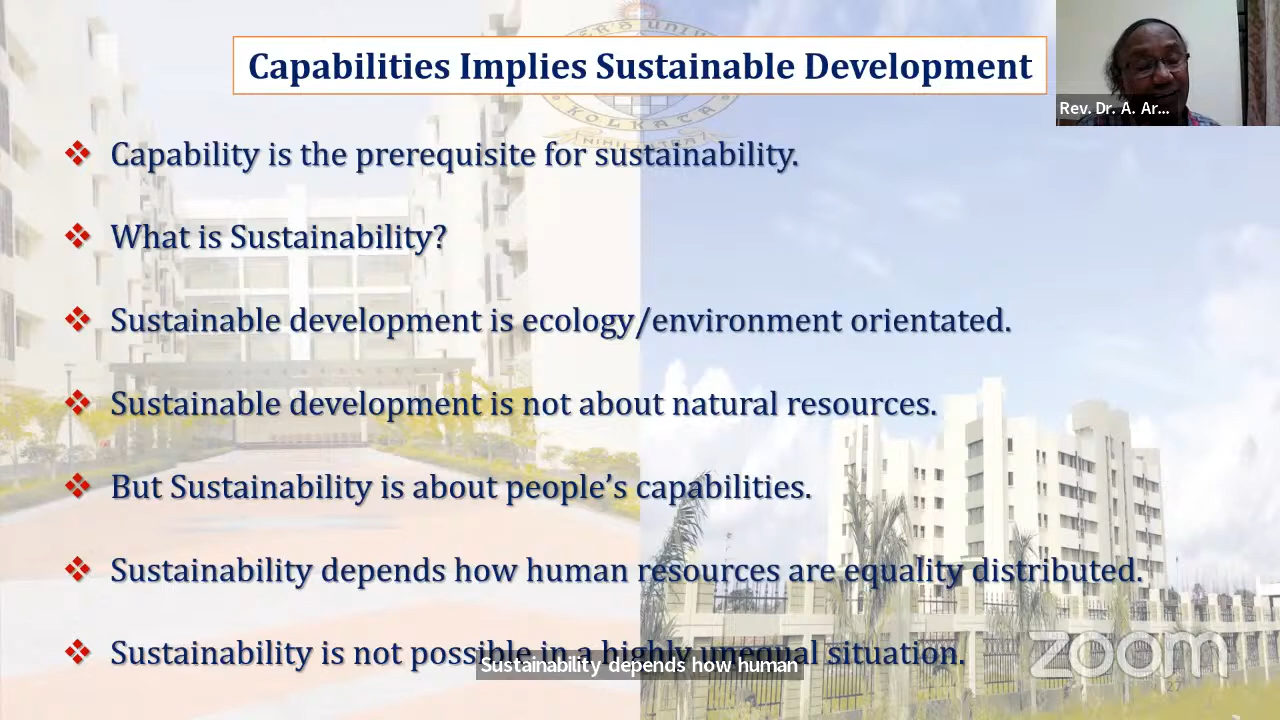 Capabilities Implies Sustainable Development
Rev. Dr. A. Ar...
KOLKATA
Capability is the prerequisite for sustainability.
What is Sustainability?
Sustainable development is ecology/environment orientated.
Sustainable development is not about natural resources.
But Sustainability is about people’s capabilities.
Sustainability depends how human resources are equality distributed.
Sustainability is not possible in a highly unequal situation.
Sustainability depends how human
zoom
27